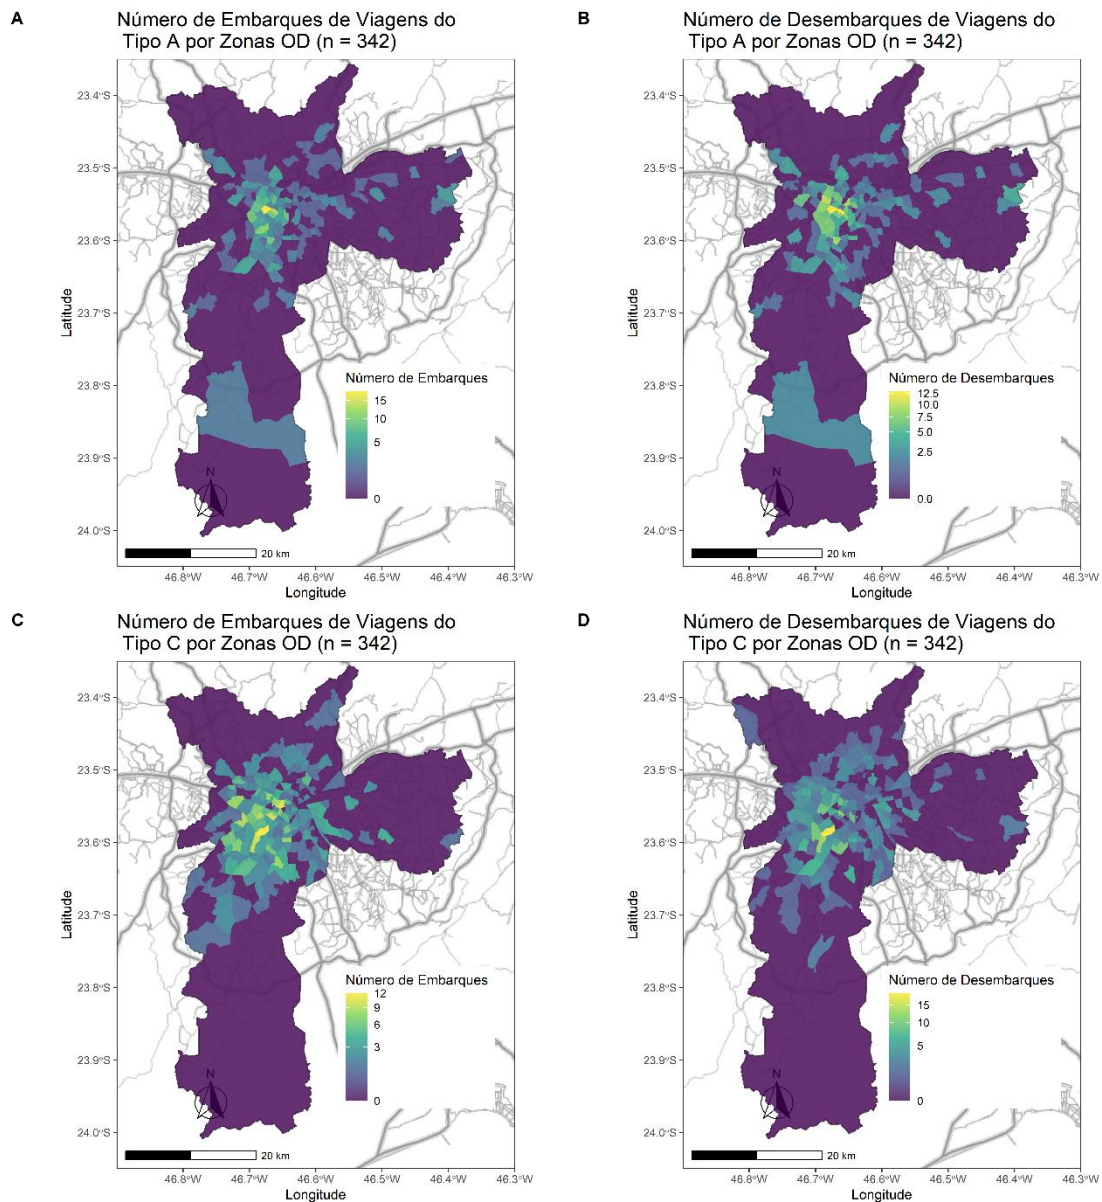 A
Número de Embarques de Viagens do
Tipo A por Zonas OD (n = 342)
23.4°S
23.5°S
23.6°S
23.7°S
23.8°S
23.9°S
24.0°S
Latitude
Número de Embarques
15
10
5
0
N
20 km
46.8°W 46.7°W 46.6°W 46.5°W 46.4°W 46.3°W
Longitude
B
Número de Desembarques de Viagens do
Tipo A por Zonas OD (n = 342)
23.4°S
23.5°S
23.6°S
23.7°S
23.8°S
23.9°S
24.0°S
Latitude
Número de Desembarques
12.5
10.0
7.5
5.0
2.5
0.0
N
20 km
46.8°W 46.7°W 46.6°W 46.5°W 46.4°W 46.3°W
Longitude
C
Número de Embarques de Viagens do
Tipo C por Zonas OD (n = 342)
23.4°S
23.5°S
23.6°S
23.7°S
23.8°S
23.9°S
24.0°S
Latitude
Número de Embarques
12
9
6
3
0
N
20 km
46.8°W 46.7°W 46.6°W 46.5°W 46.4°W 46.3°W
Longitude
D
Número de Desembarques de Viagens do
Tipo C por Zonas OD (n = 342)
23.4°S
23.5°S
23.6°S
23.7°S
23.8°S
23.9°S
24.0°S
Latitude
Número de Desembarques
15
10
5
0
N
20 km
46.8°W 46.7°W 46.6°W 46.5°W 46.4°W 46.3°W
Longitude